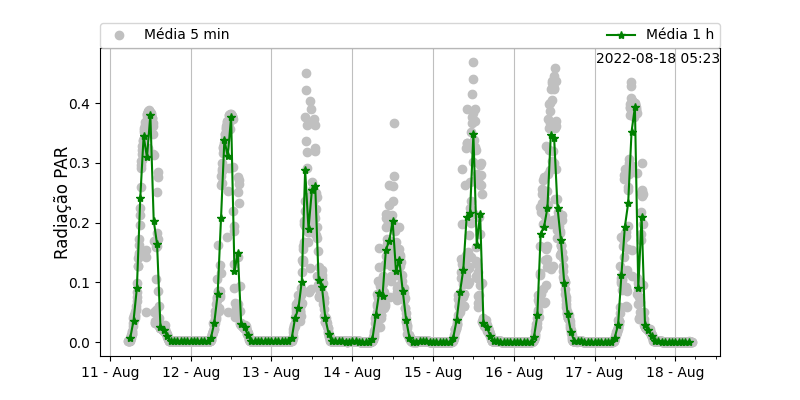 Média 5 min
Média 1 h
2022-08-18 05:23
Radiação PAR
0.4
0.3
0.2
0.1
0.0
11 - Aug
12 - Aug
13 - Aug
14 - Aug
15 - Aug
16 - Aug
17 - Aug
18 - Aug